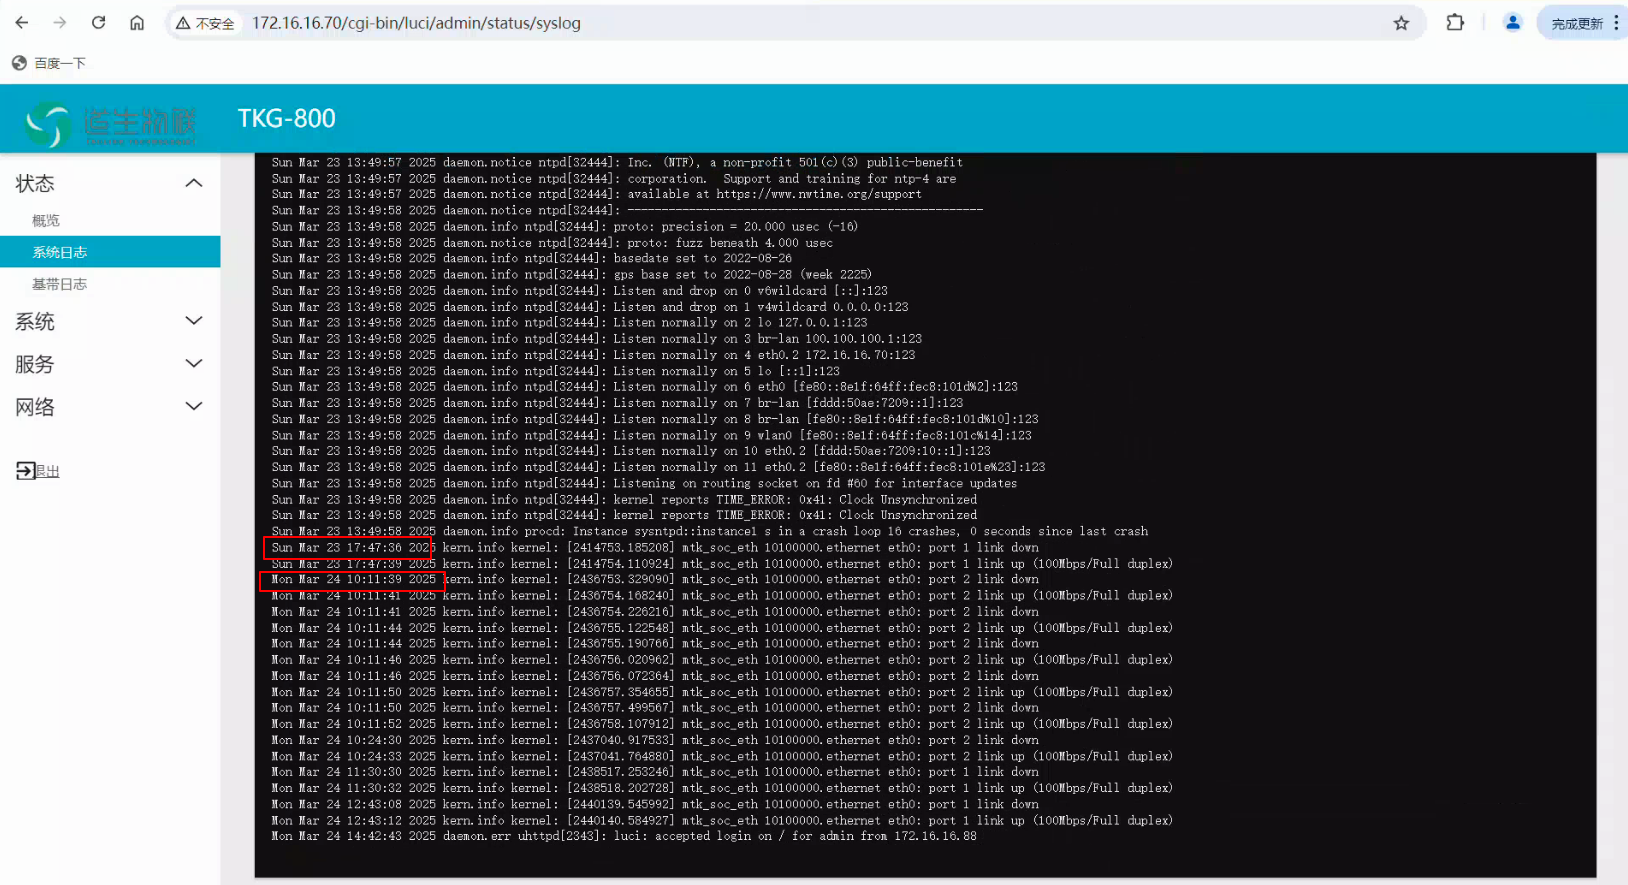 不安全 172.16.16.70/cgi-bin/luci/admin/status/syslog 完成更新
百度一下
TKG-800
状态
概览
系统日志
基带日志
系统
服务
网络
退出
Sun Mar 23 13:49:57 2025 daemon.notice ntpd[32444]: Inc. (NTF), a non-profit 501(c)(3) public-benefit
Sun Mar 23 13:49:57 2025 daemon.notice ntpd[32444]: corporation.  Support and training for ntp-4 are
Sun Mar 23 13:49:57 2025 daemon.notice ntpd[32444]: available at https://www.nwtime.org/support
Sun Mar 23 13:49:58 2025 daemon.notice ntpd[32444]: ----------------------------------------------------
Sun Mar 23 13:49:58 2025 daemon.info ntpd[32444]: proto: precision = 20.000 usec (-16)
Sun Mar 23 13:49:58 2025 daemon.notice ntpd[32444]: proto: fuzz beneath 4.000 usec
Sun Mar 23 13:49:58 2025 daemon.info ntpd[32444]: basedate set to 2022-08-26
Sun Mar 23 13:49:58 2025 daemon.info ntpd[32444]: gps base set to 2022-08-28 (week 2225)
Sun Mar 23 13:49:58 2025 daemon.info ntpd[32444]: Listen and drop on 0 v6wildcard [::]:123
Sun Mar 23 13:49:58 2025 daemon.info ntpd[32444]: Listen and drop on 1 v4wildcard 0.0.0.0:123
Sun Mar 23 13:49:58 2025 daemon.info ntpd[32444]: Listen normally on 2 lo 127.0.0.1:123
Sun Mar 23 13:49:58 2025 daemon.info ntpd[32444]: Listen normally on 3 br-lan 100.100.100.1:123
Sun Mar 23 13:49:58 2025 daemon.info ntpd[32444]: Listen normally on 4 eth0.2 172.16.16.70:123
Sun Mar 23 13:49:58 2025 daemon.info ntpd[32444]: Listen normally on 5 lo [::1]:123
Sun Mar 23 13:49:58 2025 daemon.info ntpd[32444]: Listen normally on 6 eth0 [fe80::8e1f:64ff:fec8:101d%2]:123
Sun Mar 23 13:49:58 2025 daemon.info ntpd[32444]: Listen normally on 7 br-lan [fddd:50ae:7209::1]:123
Sun Mar 23 13:49:58 2025 daemon.info ntpd[32444]: Listen normally on 8 br-lan [fe80::8e1f:64ff:fec8:101d%10]:123
Sun Mar 23 13:49:58 2025 daemon.info ntpd[32444]: Listen normally on 9 wlan0 [fe80::8e1f:64ff:fec8:101c%14]:123
Sun Mar 23 13:49:58 2025 daemon.info ntpd[32444]: Listen normally on 10 eth0.2 [fddd:50ae:7209:10::1]:123
Sun Mar 23 13:49:58 2025 daemon.info ntpd[32444]: Listen normally on 11 eth0.2 [fe80::8e1f:64ff:fec8:101e%23]:123
Sun Mar 23 13:49:58 2025 daemon.info ntpd[32444]: Listening on routing socket on fd #60 for interface updates
Sun Mar 23 13:49:58 2025 daemon.info ntpd[32444]: kernel reports TIME_ERROR: 0x41: Clock Unsynchronized
Sun Mar 23 13:49:58 2025 daemon.info ntpd[32444]: kernel reports TIME_ERROR: 0x41: Clock Unsynchronized
Sun Mar 23 13:49:58 2025 daemon.info procd: Instance sysntpd::instance1 s in a crash loop 16 crashes, 0 seconds since last crash
Sun Mar 23 17:47:36 2025 kern.info kernel: [2414753.185208] mtk_soc_eth 10100000.ethernet eth0: port 1 link down
Sun Mar 23 17:47:39 2025 kern.info kernel: [2414754.110924] mtk_soc_eth 10100000.ethernet eth0: port 1 link up (100Mbps/Full duplex)
Mon Mar 24 10:11:39 2025 kern.info kernel: [2436753.329090] mtk_soc_eth 10100000.ethernet eth0: port 2 link down
Mon Mar 24 10:11:41 2025 kern.info kernel: [2436754.168240] mtk_soc_eth 10100000.ethernet eth0: port 2 link up (100Mbps/Full duplex)
Mon Mar 24 10:11:41 2025 kern.info kernel: [2436754.226216] mtk_soc_eth 10100000.ethernet eth0: port 2 link down
Mon Mar 24 10:11:44 2025 kern.info kernel: [2436755.122548] mtk_soc_eth 10100000.ethernet eth0: port 2 link up (100Mbps/Full duplex)
Mon Mar 24 10:11:44 2025 kern.info kernel: [2436755.190766] mtk_soc_eth 10100000.ethernet eth0: port 2 link down
Mon Mar 24 10:11:46 2025 kern.info kernel: [2436756.020962] mtk_soc_eth 10100000.ethernet eth0: port 2 link up (100Mbps/Full duplex)
Mon Mar 24 10:11:46 2025 kern.info kernel: [2436756.072364] mtk_soc_eth 10100000.ethernet eth0: port 2 link down
Mon Mar 24 10:11:50 2025 kern.info kernel: [2436757.354655] mtk_soc_eth 10100000.ethernet eth0: port 2 link up (100Mbps/Full duplex)
Mon Mar 24 10:11:50 2025 kern.info kernel: [2436757.499567] mtk_soc_eth 10100000.ethernet eth0: port 2 link down
Mon Mar 24 10:11:52 2025 kern.info kernel: [2436758.107912] mtk_soc_eth 10100000.ethernet eth0: port 2 link up (100Mbps/Full duplex)
Mon Mar 24 10:24:30 2025 kern.info kernel: [2437040.917533] mtk_soc_eth 10100000.ethernet eth0: port 2 link down
Mon Mar 24 10:24:33 2025 kern.info kernel: [2437041.764880] mtk_soc_eth 10100000.ethernet eth0: port 2 link up (100Mbps/Full duplex)
Mon Mar 24 11:30:30 2025 kern.info kernel: [2438517.253246] mtk_soc_eth 10100000.ethernet eth0: port 1 link down
Mon Mar 24 11:30:32 2025 kern.info kernel: [2438518.202728] mtk_soc_eth 10100000.ethernet eth0: port 1 link up (100Mbps/Full duplex)
Mon Mar 24 12:43:08 2025 kern.info kernel: [2440139.545992] mtk_soc_eth 10100000.ethernet eth0: port 1 link down
Mon Mar 24 12:43:12 2025 kern.info kernel: [2440140.584927] mtk_soc_eth 10100000.ethernet eth0: port 1 link up (100Mbps/Full duplex)
Mon Mar 24 14:42:43 2025 daemon.err uhttpd[2343]: luci: accepted login on / for admin from 172.16.16.88